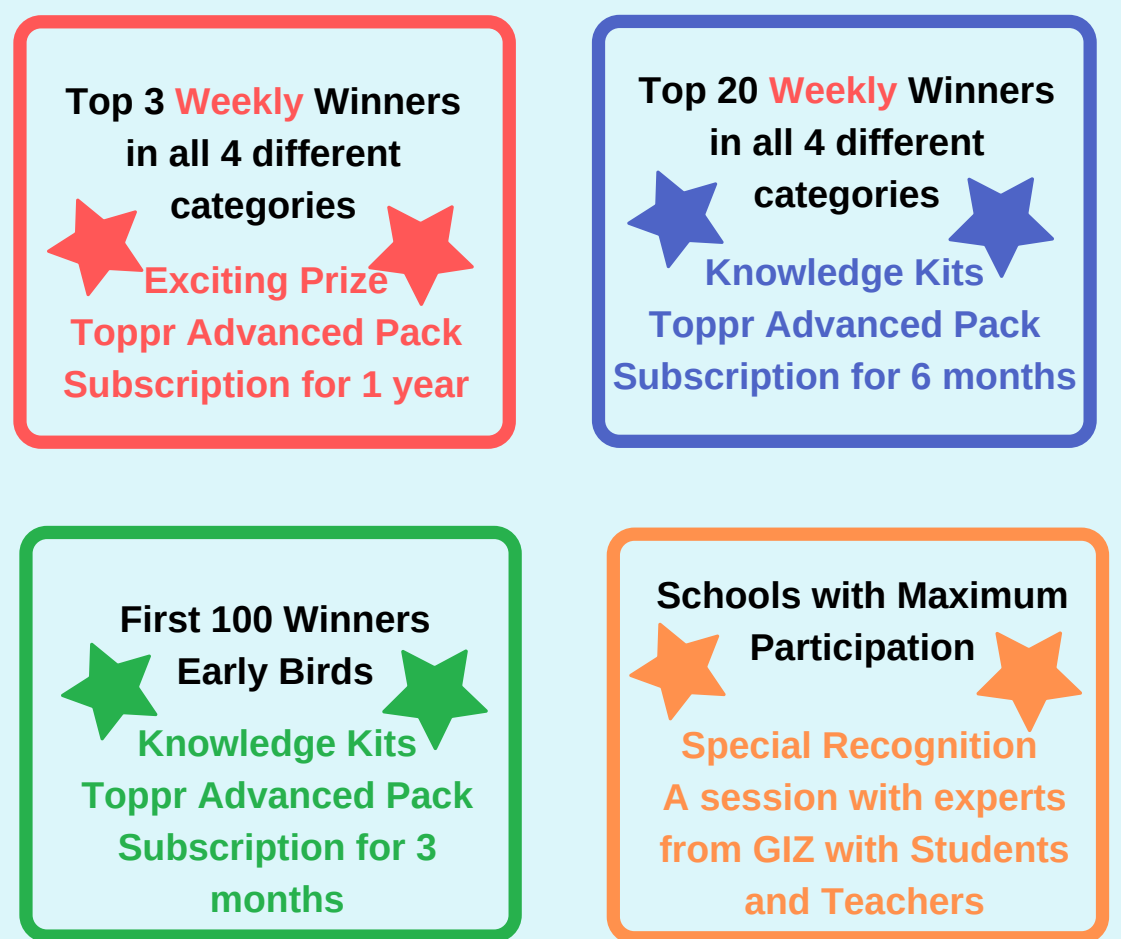 Top 3 Weekly Winners
in all 4 different
categories
Exciting Prize
Toppr Advanced Pack
Subscription for 1 year
Top 20 Weekly Winners
in all 4 different
categories
Knowledge Kits
Toppr Advanced Pack
Subscription for 6 months
First 100 Winners
Early Birds
Knowledge Kits
Toppr Advanced Pack
Subscription for 3
months
Schools with Maximum
Participation
Special Recognition
A session with experts
from GIZ with Students
and Teachers